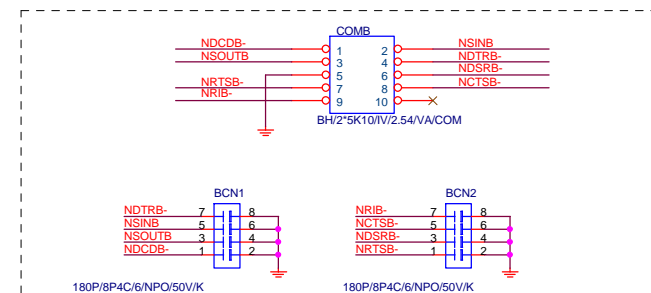 COMB
NDCDB- 1 2 NSINB
NSOUTB 3 4 NDTRB-
5 6 NDSRB-
NRTSB- 7 8 NCTSB-
NRIB- 9 10
BH/2*5K10/IV/2.54/VA/COM
BCN1 BCN2
NDTRB- 7 8 NRIB- 7 8
NSINB 5 6 NCTSB- 5 6
NSOUTB 3 4 NDSRB- 3 4
NDCDB- 1 2 NRTSB- 1 2
180P/8P4C/6/NPO/50V/K 180P/8P4C/6/NPO/50V/K